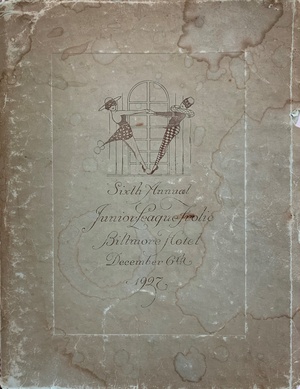 Sixth Annual
Junior League Frolic
Biltmore Hotel
December 6th
1927